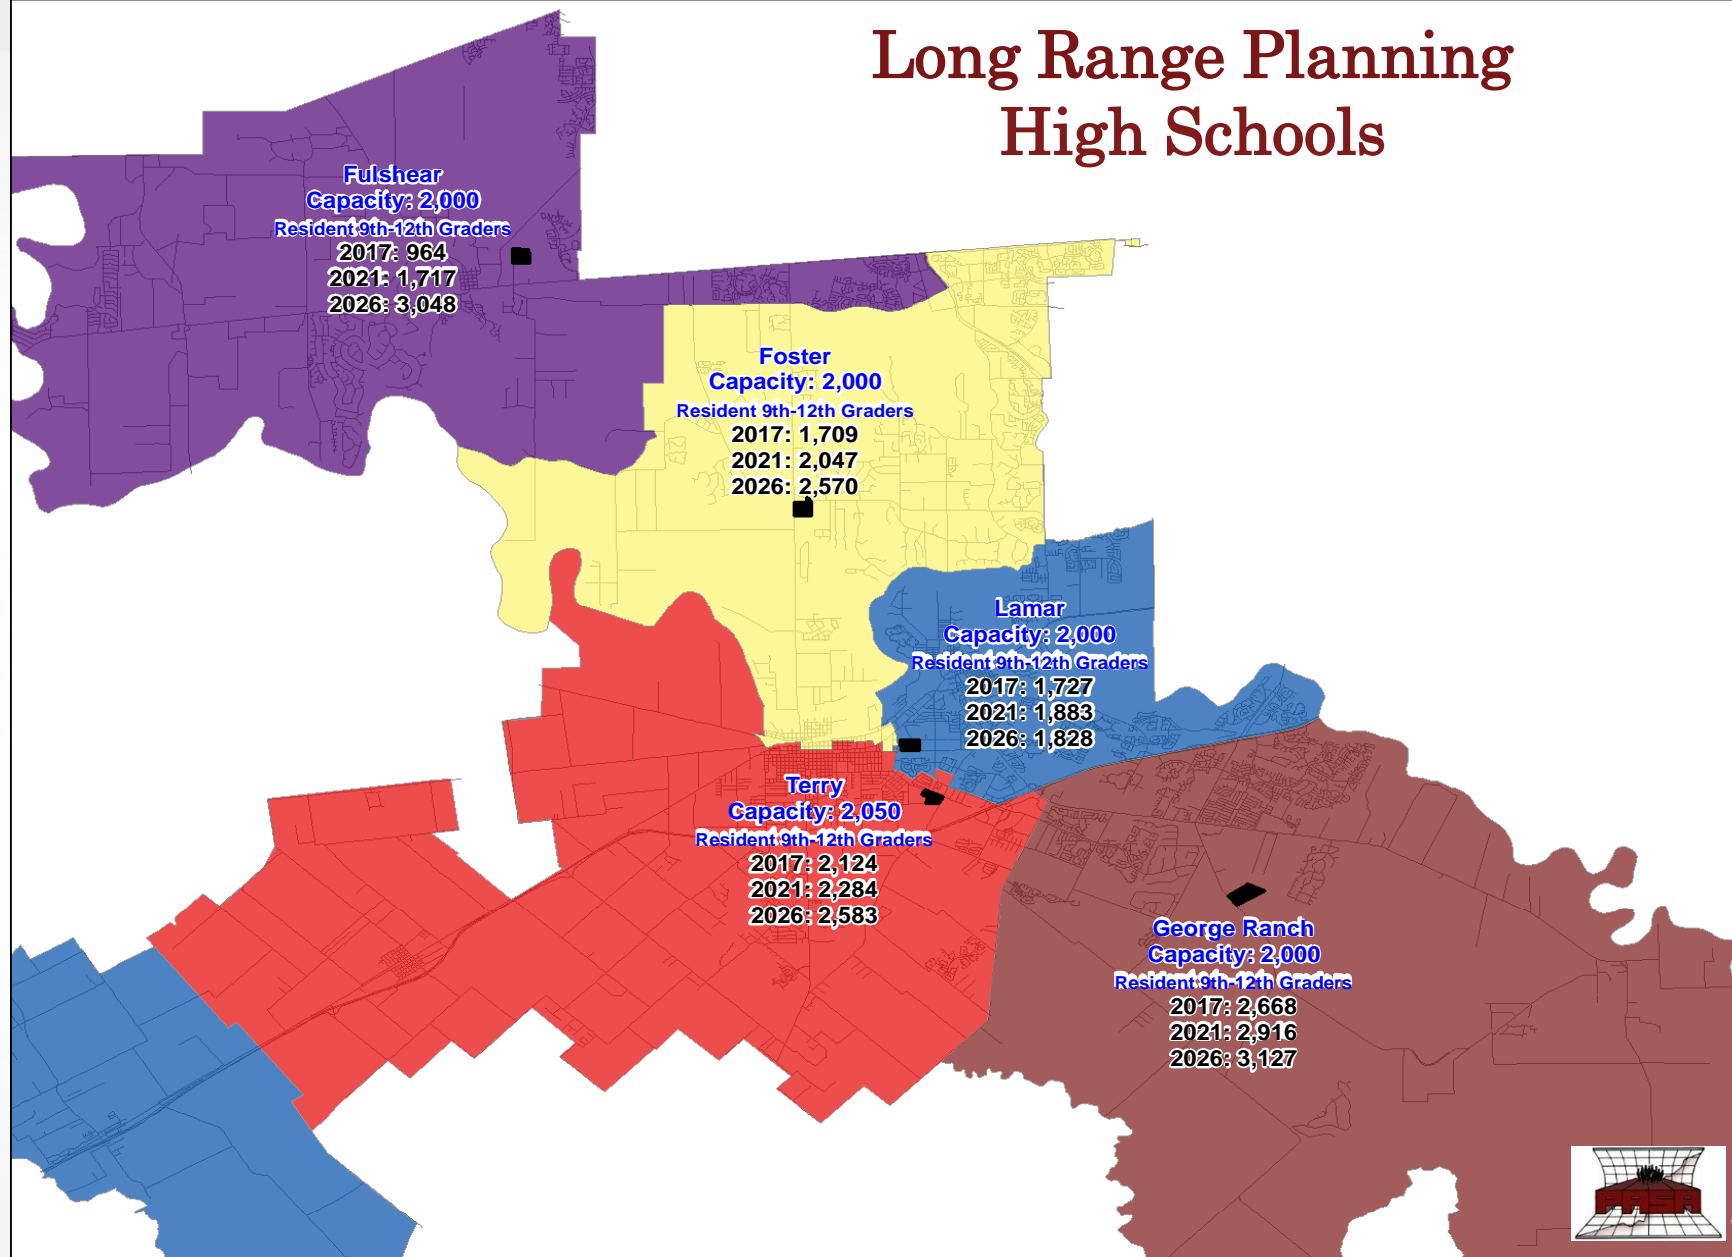 Long Range Planning
High Schools
Fulshear
Capacity: 2,000
Resident 9th-12th Graders
2017: 964
2021: 1,717
2026: 3,048
Foster
Capacity: 2,000
Resident 9th-12th Graders
2017: 1,709
2021: 2,047
2026: 2,570
Lamar
Capacity: 2,000
Resident 9th-12th Graders
2017: 1,727
2021: 1,883
2026: 1,828
Terry
Capacity: 2,050
Resident 9th-12th Graders
2017: 2,124
2021: 2,284
2026: 2,583
George Ranch
Capacity: 2,000
Resident 9th-12th Graders
2017: 2,668
2021: 2,916
2026: 3,127